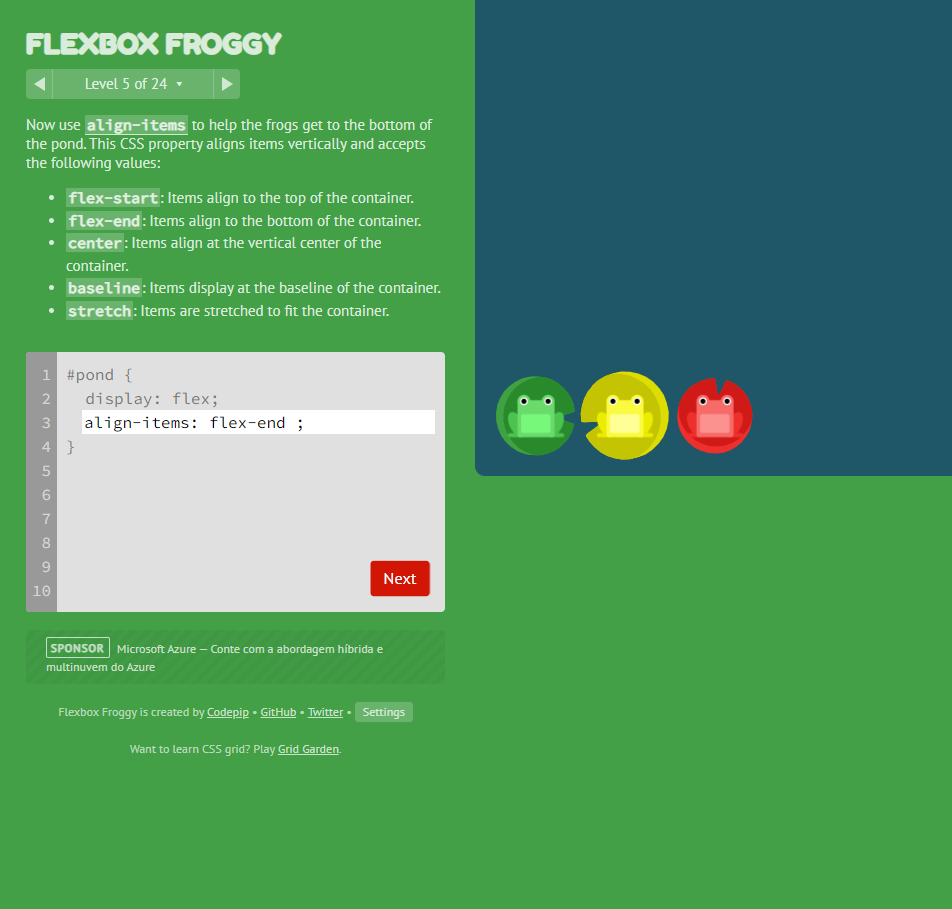 FLEXBOX FROGGY
Level 5 of 24
Now use align-items to help the frogs get to the bottom of
the pond. This CSS property aligns items vertically and accepts
the following values:
flex-start: Items align to the top of the container.
flex-end: Items align to the bottom of the container.
center: Items align at the vertical center of the
container.
baseline: Items display at the baseline of the container.
stretch: Items are stretched to fit the container.
1 #pond {
2 display: flex;
3 align-items: flex-end ;
4 }
5
6
7
8
9
10
Next
SPONSOR Microsoft Azure — Conte com a abordagem híbrida e
multinuvem do Azure
Flexbox Froggy is created by Codepip • GitHub • Twitter • Settings
Want to learn CSS grid? Play Grid Garden.